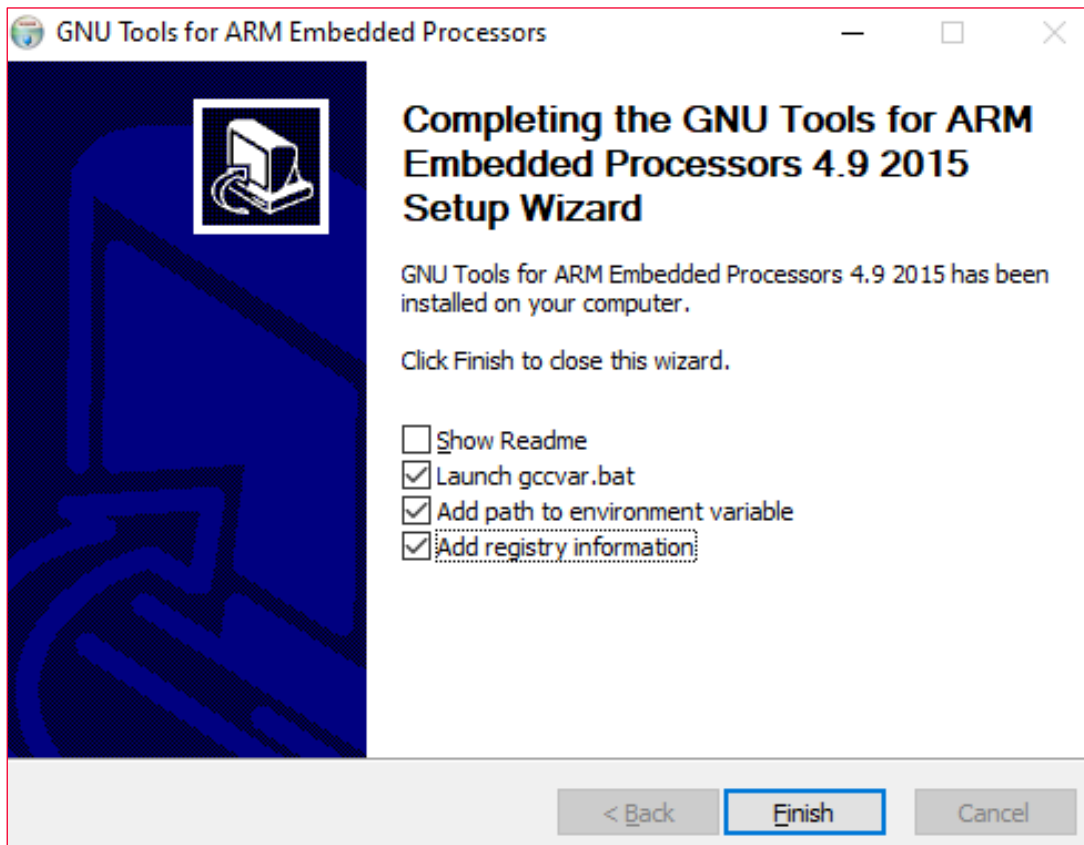 GNU Tools for ARM Embedded Processors
Completing the GNU Tools for ARM
Embedded Processors 4.9 2015
Setup Wizard
GNU Tools for ARM Embedded Processors 4.9 2015 has been
installed on your computer.
Click Finish to close this wizard.
Show Readme
Launch gccvar.bat
Add path to environment variable
Add registry information
< Back
Finish
Cancel